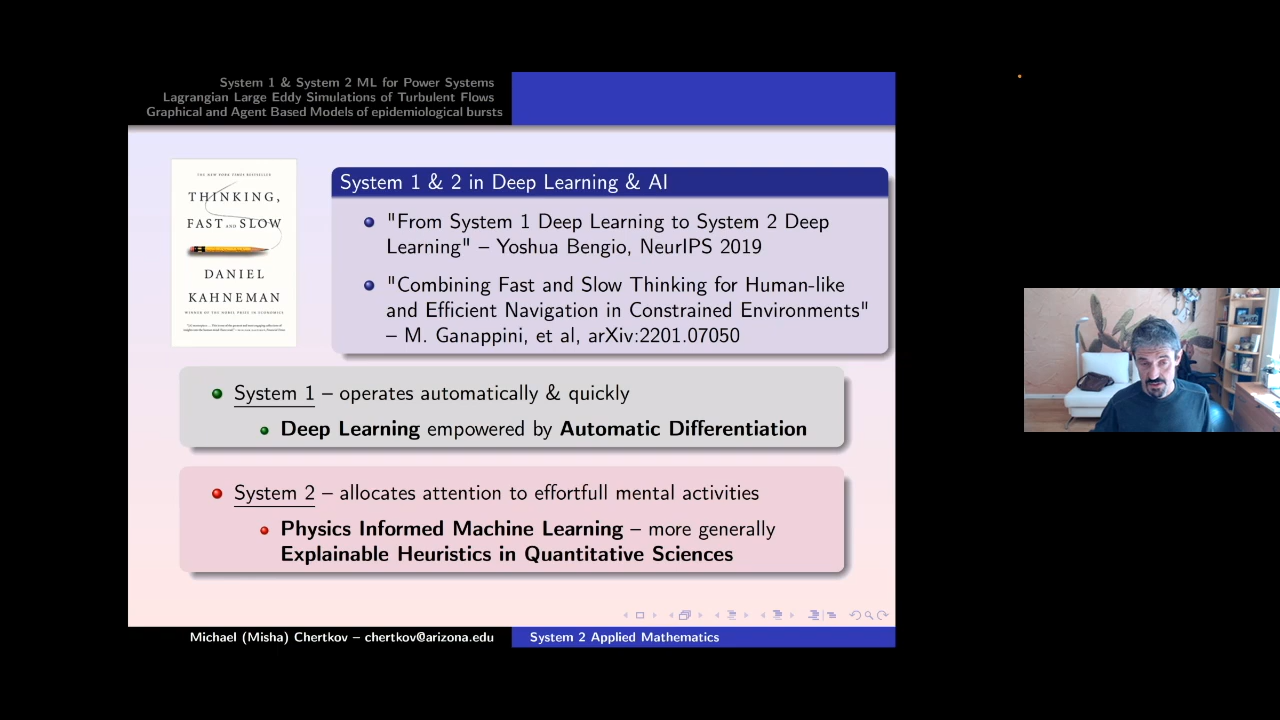 System 1 & System 2 ML for Power Systems
Lagrangian Large Eddy Simulations of Turbulent Flows
Graphical and Agent Based Models of epidemiological bursts
THE NEW YORK TIMES BESTSELLER
THINKING,
FAST AND SLOW
DANIEL
KAHNEMAN
WINNER OF THE NOBEL PRIZE IN ECONOMICS
System 1 & 2 in Deep Learning & AI
"From System 1 Deep Learning to System 2 Deep
Learning" – Yoshua Bengio, NeurIPS 2019
"Combining Fast and Slow Thinking for Human-like
and Efficient Navigation in Constrained Environments"
– M. Ganappini, et al, arXiv:2201.07050
System 1 – operates automatically & quickly
Deep Learning empowered by Automatic Differentiation
System 2 – allocates attention to effortfull mental activities
Physics Informed Machine Learning – more generally
Explainable Heuristics in Quantitative Sciences
Michael (Misha) Chertkov – chertkov@arizona.edu
System 2 Applied Mathematics